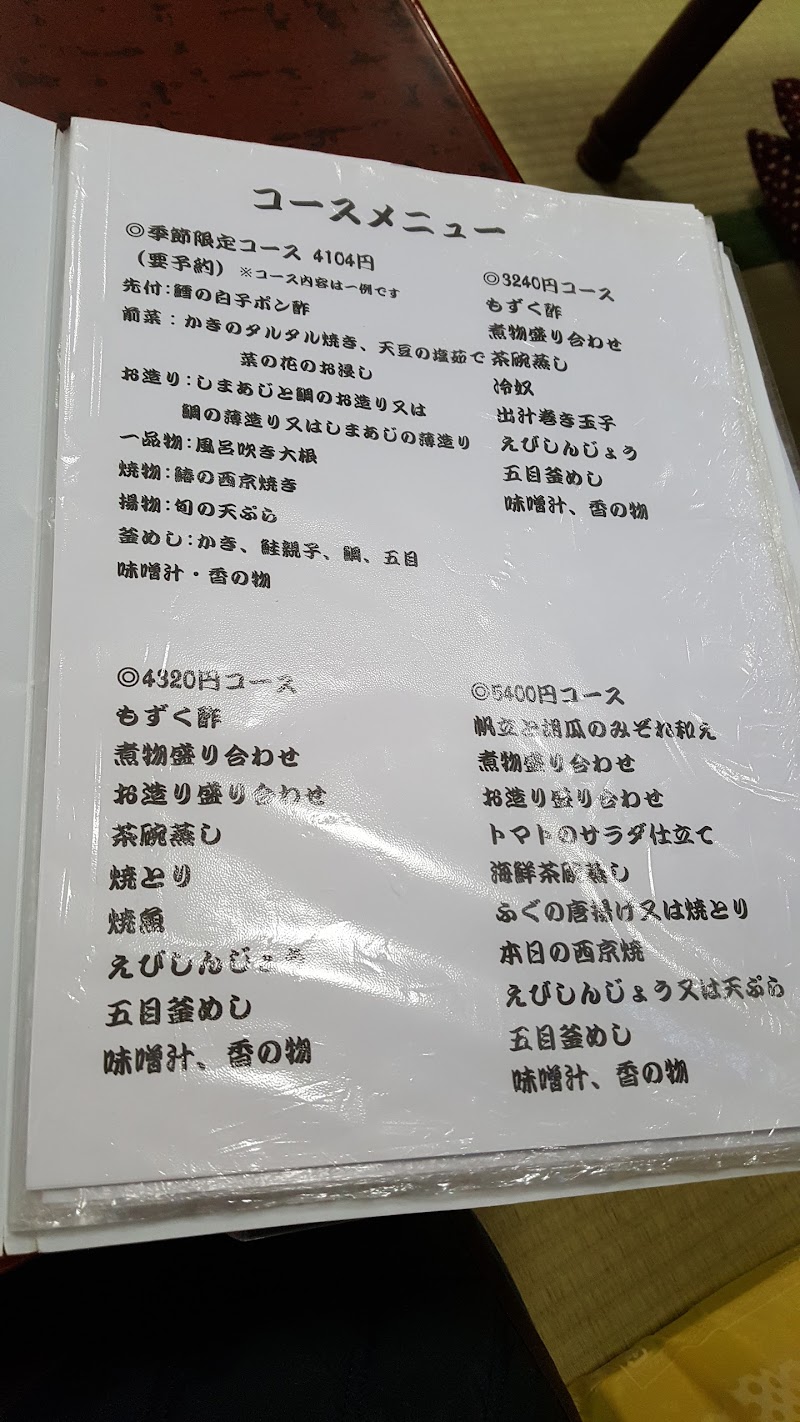 コースメニュー
◎季節限定コース 4104円
（要予約）※コース内容は一例です
先付:鱈の白子ポン酢
前菜：かきのタルタル焼き、天豆の塩茹で
菜の花のお浸し
お造り:しまあじと鯛のお造り又は
鯛の薄造り又はしまあじの薄造り
一品物:風呂吹き大根
焼物:鰆の西京焼き
揚物:旬の天ぷら
釜めし:かき、鮭親子、鯛、五目
味噌汁・香の物
◎3240円コース
もずく酢
煮物盛り合わせ
茶碗蒸し
冷奴
出汁巻き玉子
えびしんじょう
五目釜めし
味噌汁、香の物
◎4320円コース
もずく酢
煮物盛り合わせ
お造り盛り合わせ
茶碗蒸し
焼とり
焼魚
えびしんじょう
五目釜めし
味噌汁、香の物
◎5400円コース
帆立と胡瓜のみぞれ和え
煮物盛り合わせ
お造り盛り合わせ
トマトのサラダ仕立て
海鮮茶碗蒸し
ふぐの唐揚げ又は焼とり
本日の西京焼
えびしんじょう又は天ぷら
五目釜めし
味噌汁、香の物